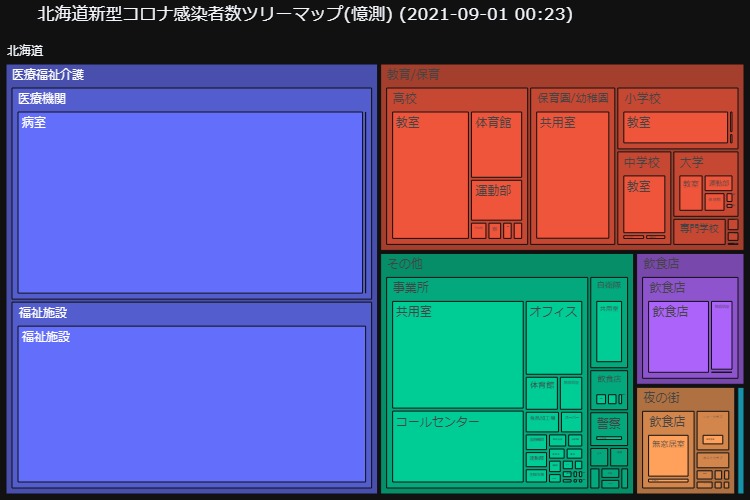 北海道新型コロナ感染者数ツリーマップ(憶測) (2021-09-01 00:23)
北海道
医療福祉介護
医療機関
病室
福祉施設
福祉施設
教育/保育
高校
教室
体育館
運動部
保育園/幼稚園
共用室
小学校
教室
中学校
教室
大学
教室
運動部
専門学校
その他
事業所
共用室
オフィス
体育館
コールセンター
自衛隊
共用室
飲食店
警察
飲食店
飲食店
飲食店
夜の街
飲食店
無窓居室